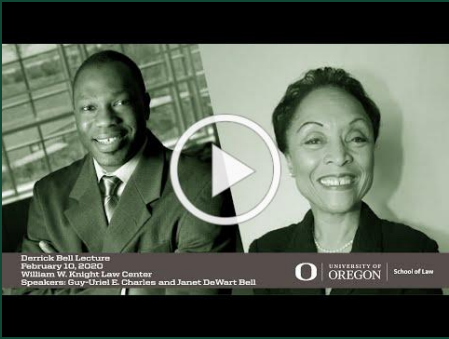 Derrick Bell Lecture
February 10, 2020
William W. Knight Law Center
Speakers: Guy-Uriel E. Charles and Janet DeWart Bell
O
UNIVERSITY OF
OREGON
School of Law